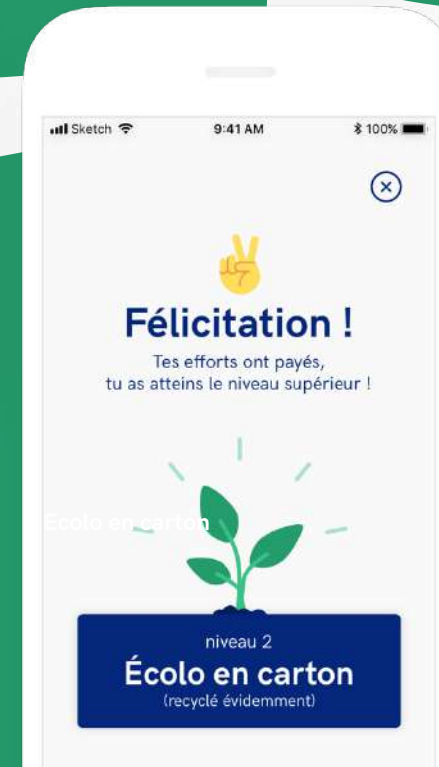 Sketch 9:41 AM 100%
Félicitation !
Tes efforts ont payés,
tu as atteins le niveau supérieur !
Écolo en carton
niveau 2
Écolo en carton
(recyclé évidemment)